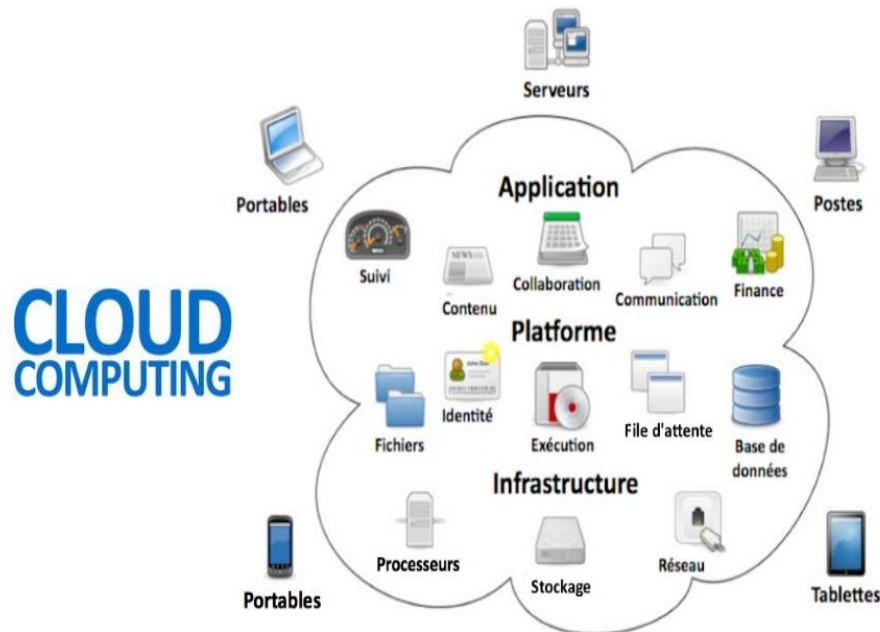 Serveurs
Portables
Postes
Application
Suivi
NEWS
Contenu
Collaboration
Communication
Finance
CLOUD
COMPUTING
Platforme
Fichiers
Identité
Exécution
File d'attente
Base de
données
Infrastructure
Processeurs
Stockage
Réseau
Portables
Tablettes